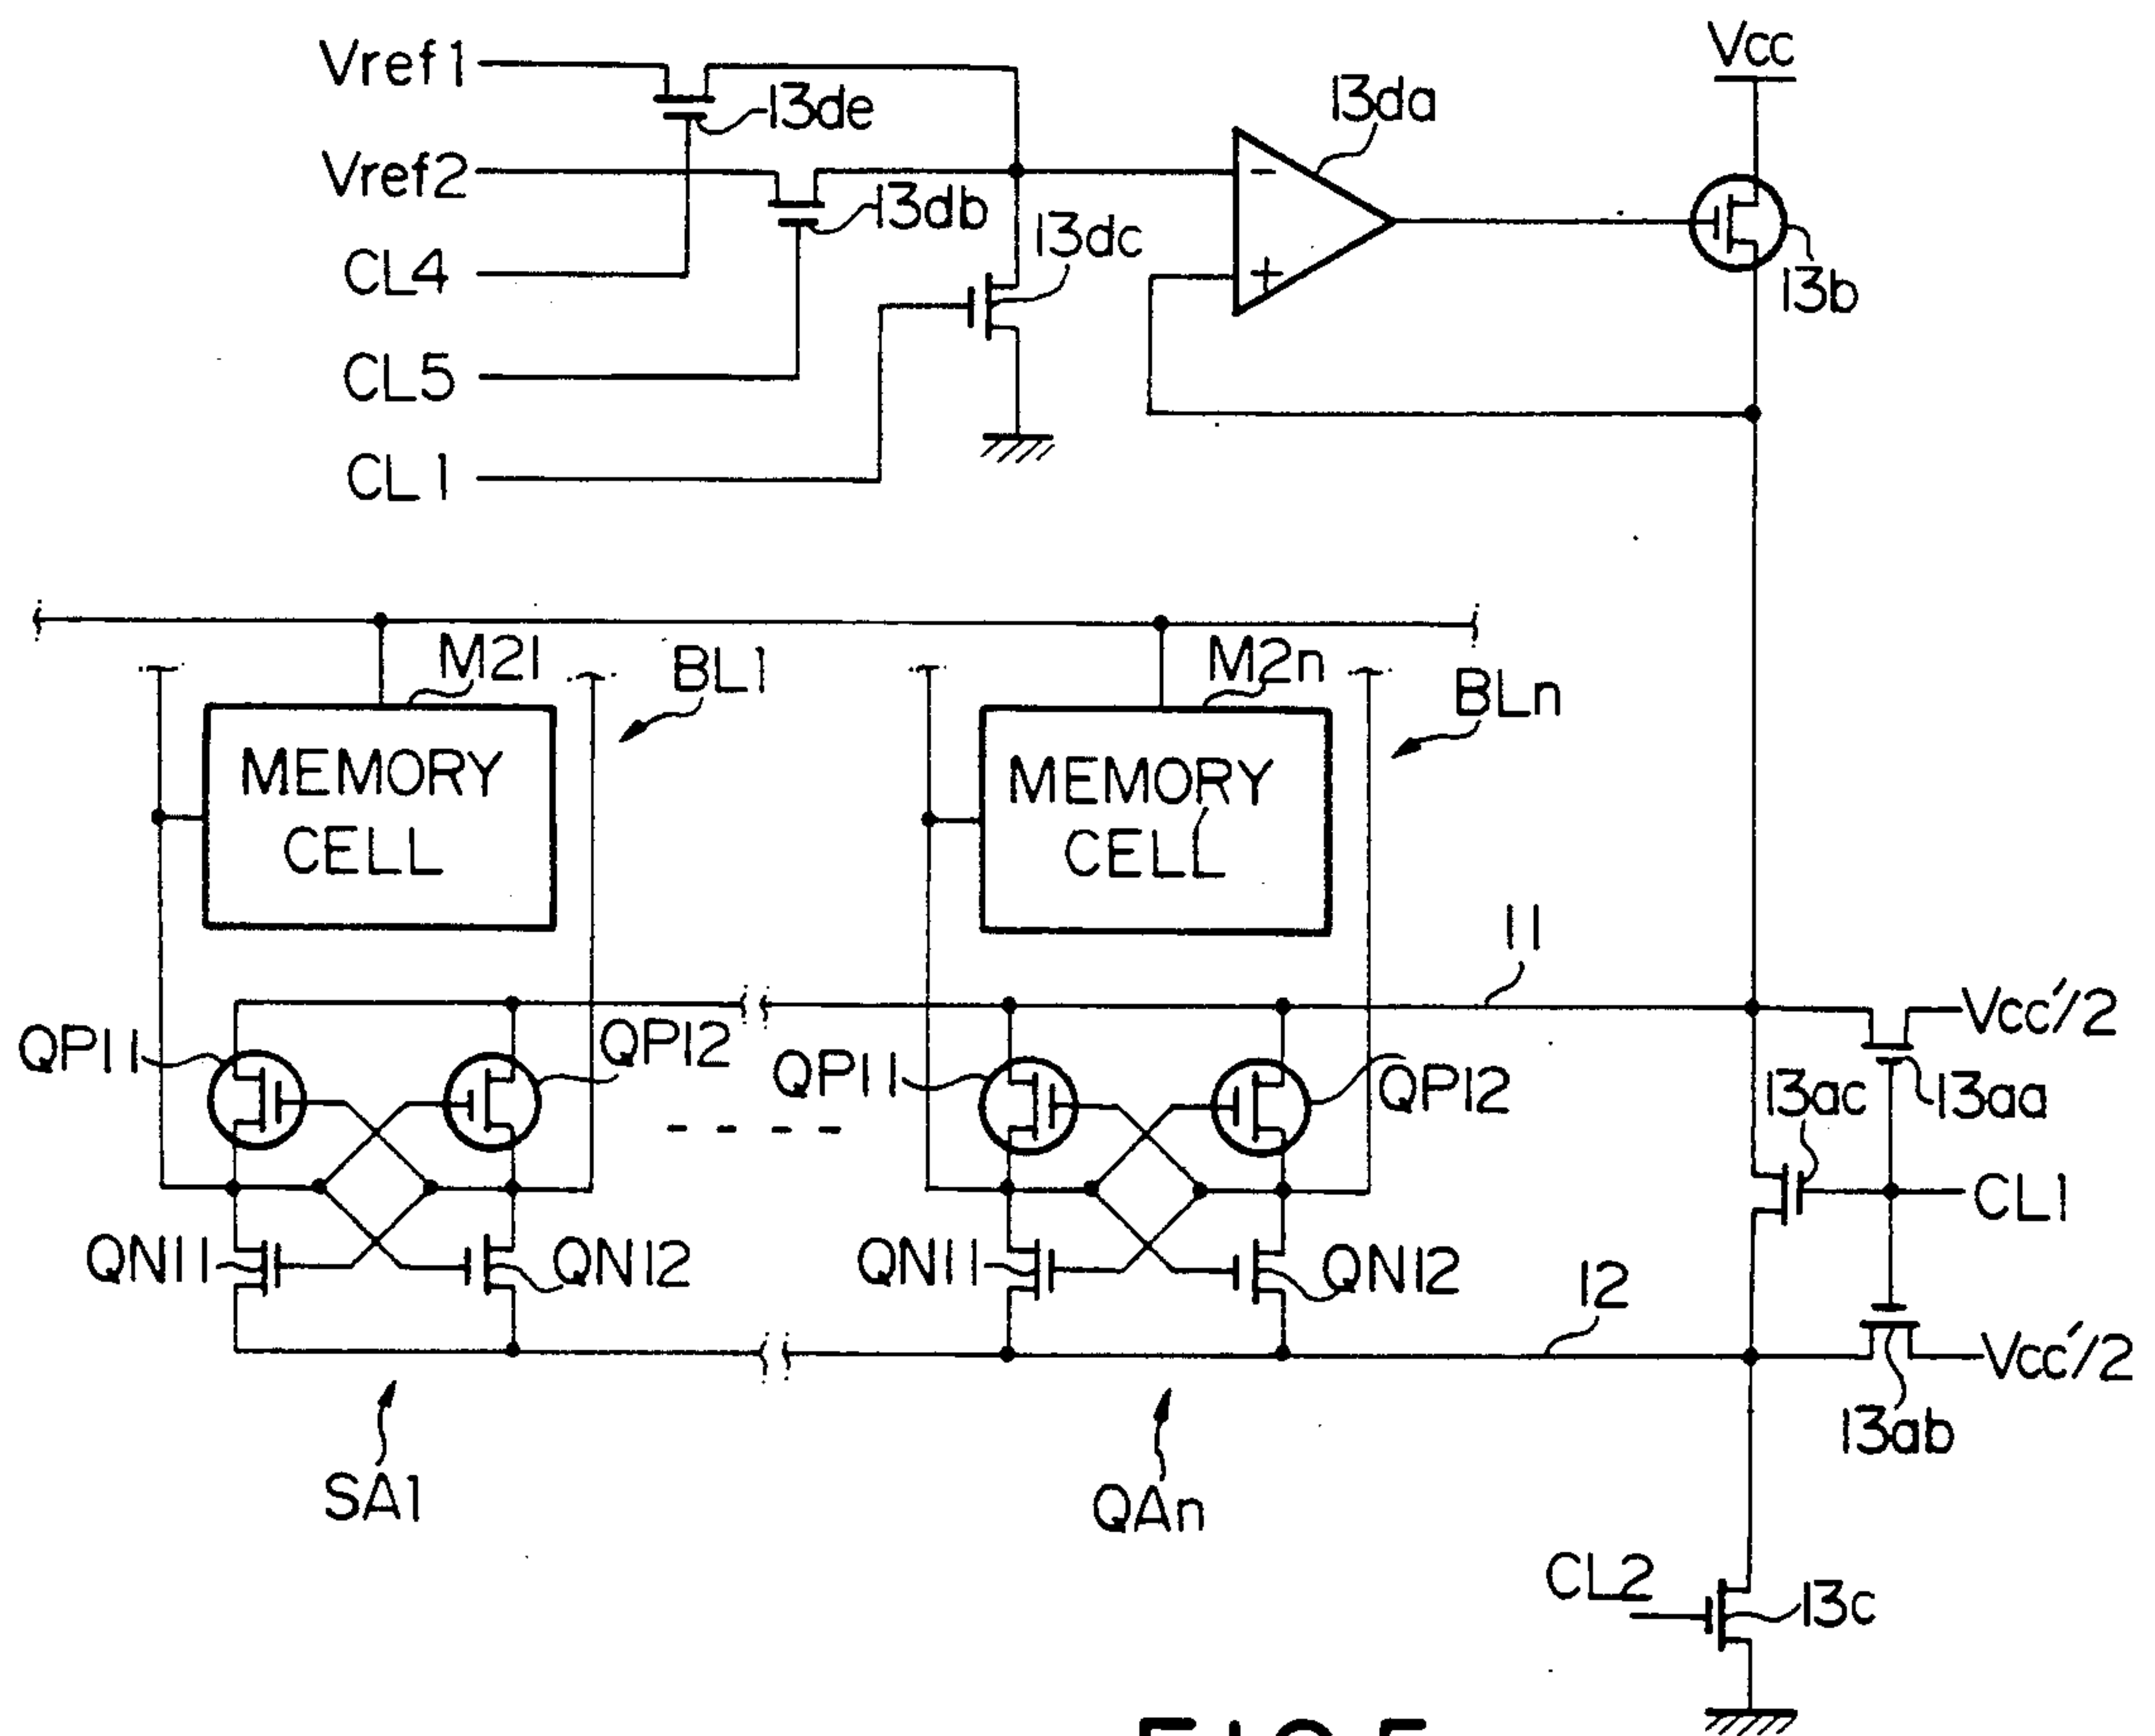 Vref1
13de
Vref2
13db
CL4
13dc
CL5
CL1
13da
Vcc
13b
M21
BL1
M2n
BLn
MEMORY
CELL
MEMORY
CELL
11
QP11
QP12
QP11
QP12
Vcc'/2
13aa
13ac
CL1
QN11
QN12
QN11
QN12
12
Vcc'/2
13ab
SA1
QAn
CL2
13c